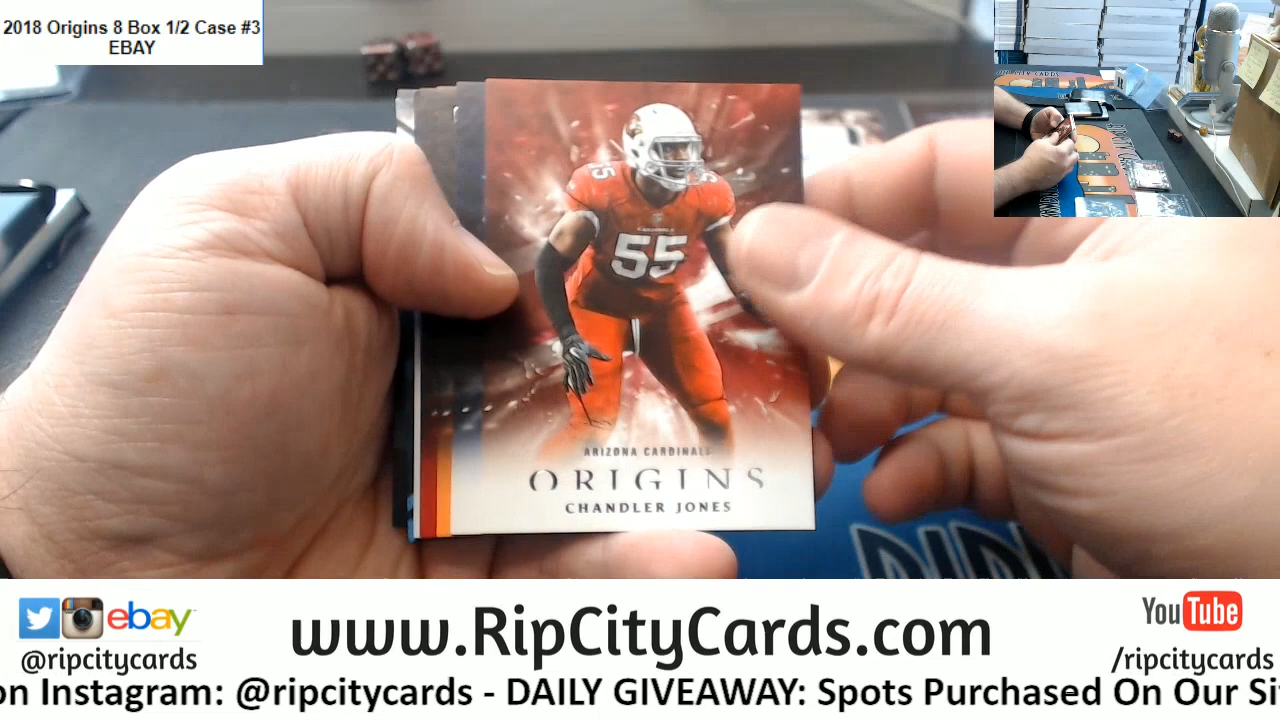 2018 Origins 8 Box 1/2 Case #3
EBAY
55
55
CARDINALS
ARIZONA CARDINALS
ORIGINS
CHANDLER JONES
ebay
@ripcitycards
www.RipCityCards.com
YouTube
/ripcitycards
on Instagram: @ripcitycards - DAILY GIVEAWAY: Spots Purchased On Our Si